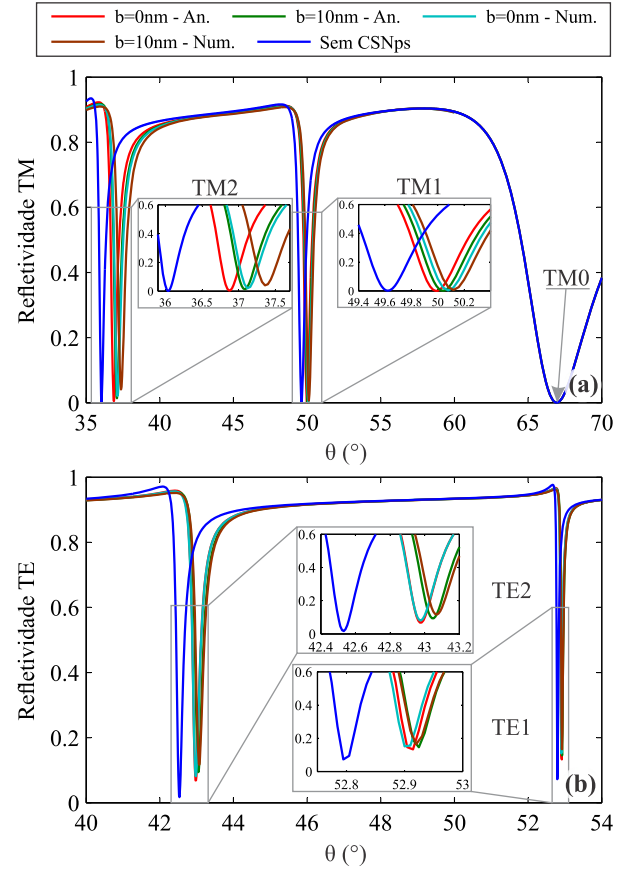 b=0nm - An. b=10nm - An. b=0nm - Num.
b=10nm - Num. Sem CSNps
1
0.8
0.6
0.4
0.2
0
Refletividade TM
TM2
0.6
0.4
0.2
0
36 36.5 37 37.5
TM1
0.6
0.4
0.2
0
49.4 49.6 49.8 50 50.2
TM0
(a)
35 40 45 50 55 60 65 70
θ (°)
1
0.8
0.6
0.4
0.2
0
Refletividade TE
0.6
0.4
0.2
0
42.4 42.6 42.8 43 43.2
TE2
0.6
0.4
0.2
0
52.8 52.9 53
TE1
(b)
40 42 44 46 48 50 52 54
θ (°)